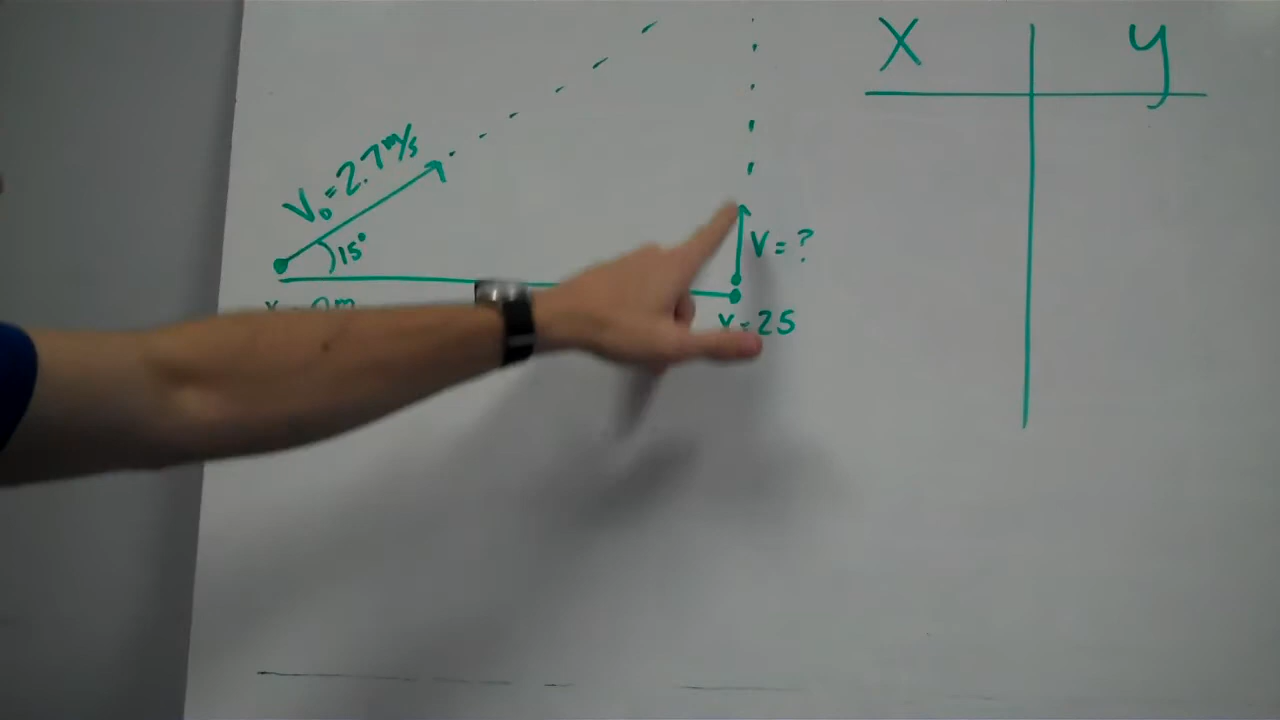 X y
V₀ = 2.7 m/s
15°
V = ?
X = 25